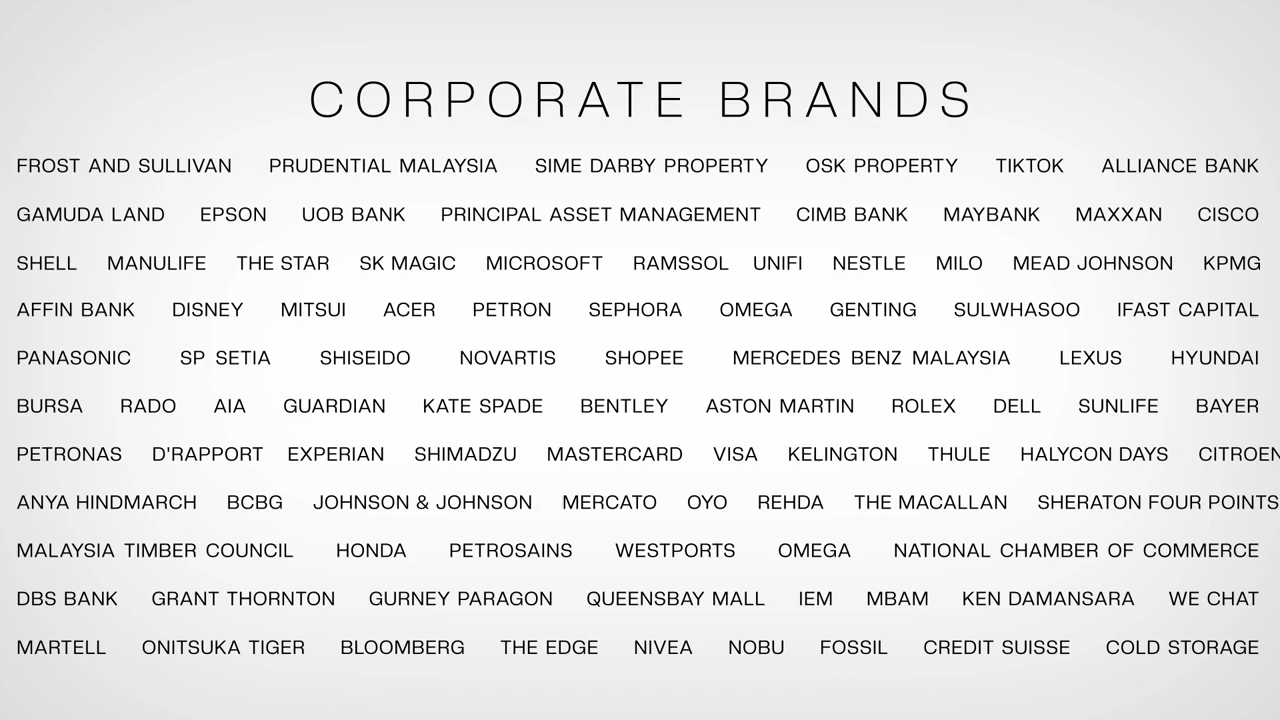 CORPORATE BRANDS
FROST AND SULLIVAN PRUDENTIAL MALAYSIA SIME DARBY PROPERTY OSK PROPERTY TIKTOK ALLIANCE BANK
GAMUDA LAND EPSON UOB BANK PRINCIPAL ASSET MANAGEMENT CIMB BANK MAYBANK MAXXAN CISCO
SHELL MANULIFE THE STAR SK MAGIC MICROSOFT RAMSSOL UNIFI NESTLE MILO MEAD JOHNSON KPMG
AFFIN BANK DISNEY MITSUI ACER PETRON SEPHORA OMEGA GENTING SULWHASOO IFAST CAPITAL
PANASONIC SP SETIA SHISEIDO NOVARTIS SHOPEE MERCEDES BENZ MALAYSIA LEXUS HYUNDAI
BURSA RADO AIA GUARDIAN KATE SPADE BENTLEY ASTON MARTIN ROLEX DELL SUNLIFE BAYER
PETRONAS D'RAPPORT EXPERIAN SHIMADZU MASTERCARD VISA KELINGTON THULE HALYCON DAYS CITROEN
ANYA HINDMARCH BCBG JOHNSON & JOHNSON MERCATO OYO REHDA THE MACALLAN SHERATON FOUR POINTS
MALAYSIA TIMBER COUNCIL HONDA PETROSAINS WESTPORTS OMEGA NATIONAL CHAMBER OF COMMERCE
DBS BANK GRANT THORNTON GURNEY PARAGON QUEENSBAY MALL IEM MBAM KEN DAMANSARA WE CHAT
MARTELL ONITSUKA TIGER BLOOMBERG THE EDGE NIVEA NOBU FOSSIL CREDIT SUISSE COLD STORAGE